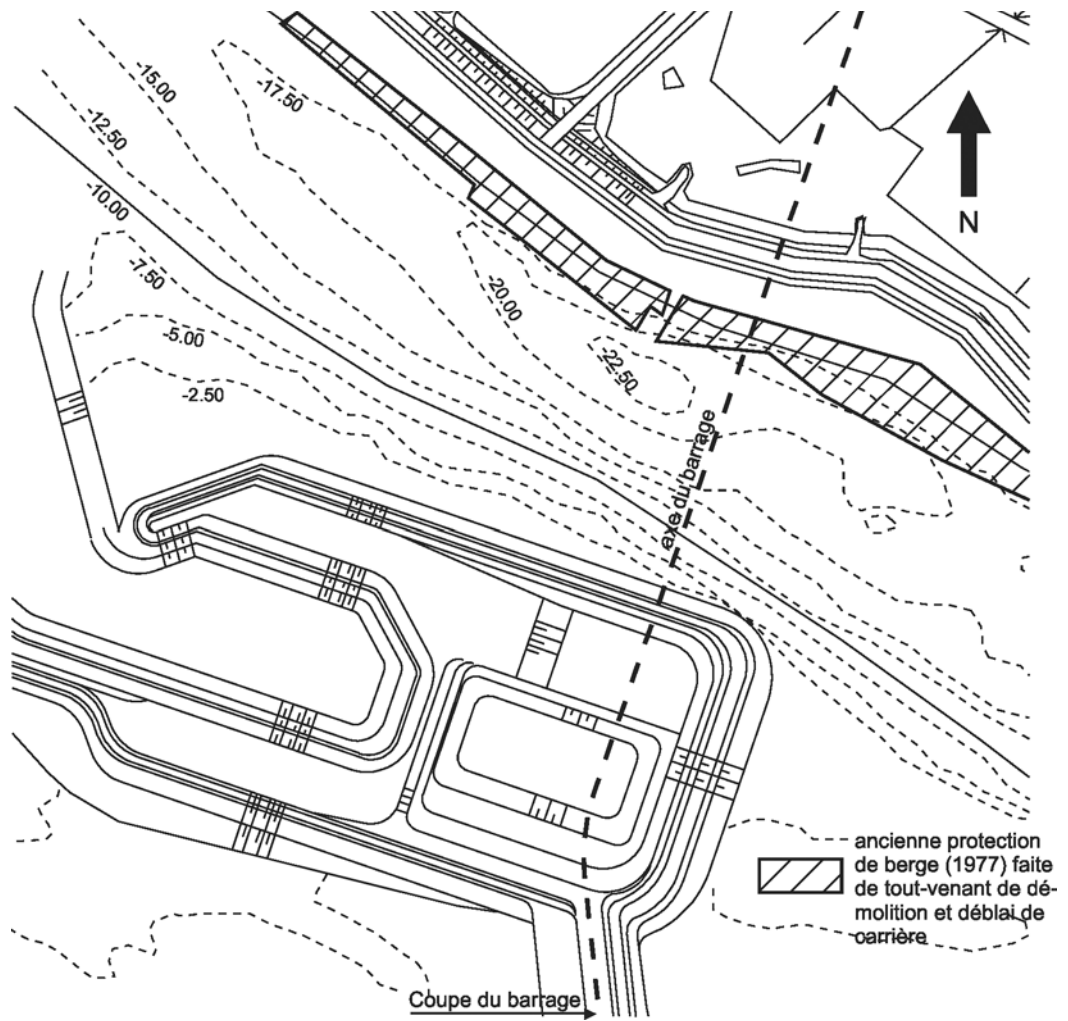 -15.00
-17.50
-12.50
-10.00
N
-7.50
-20.00
-5.00
-22.50
-2.50
axe du barrage
ancienne protection
de berge (1977) faite
de tout-venant de dé-
molition et déblai de
carrière
Coupe du barrage